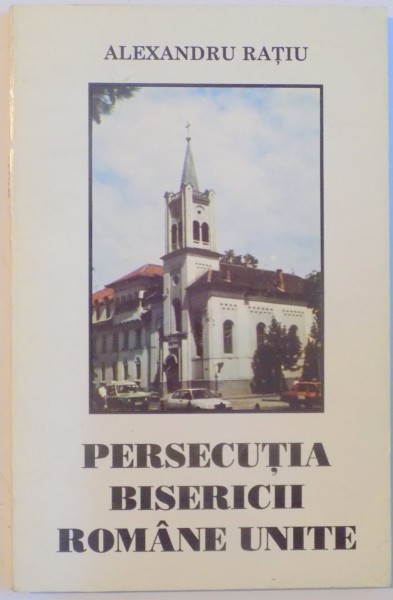 ALEXANDRU RAȚIU
PERSECUȚIA
BISERICII
ROMÂNE UNITE